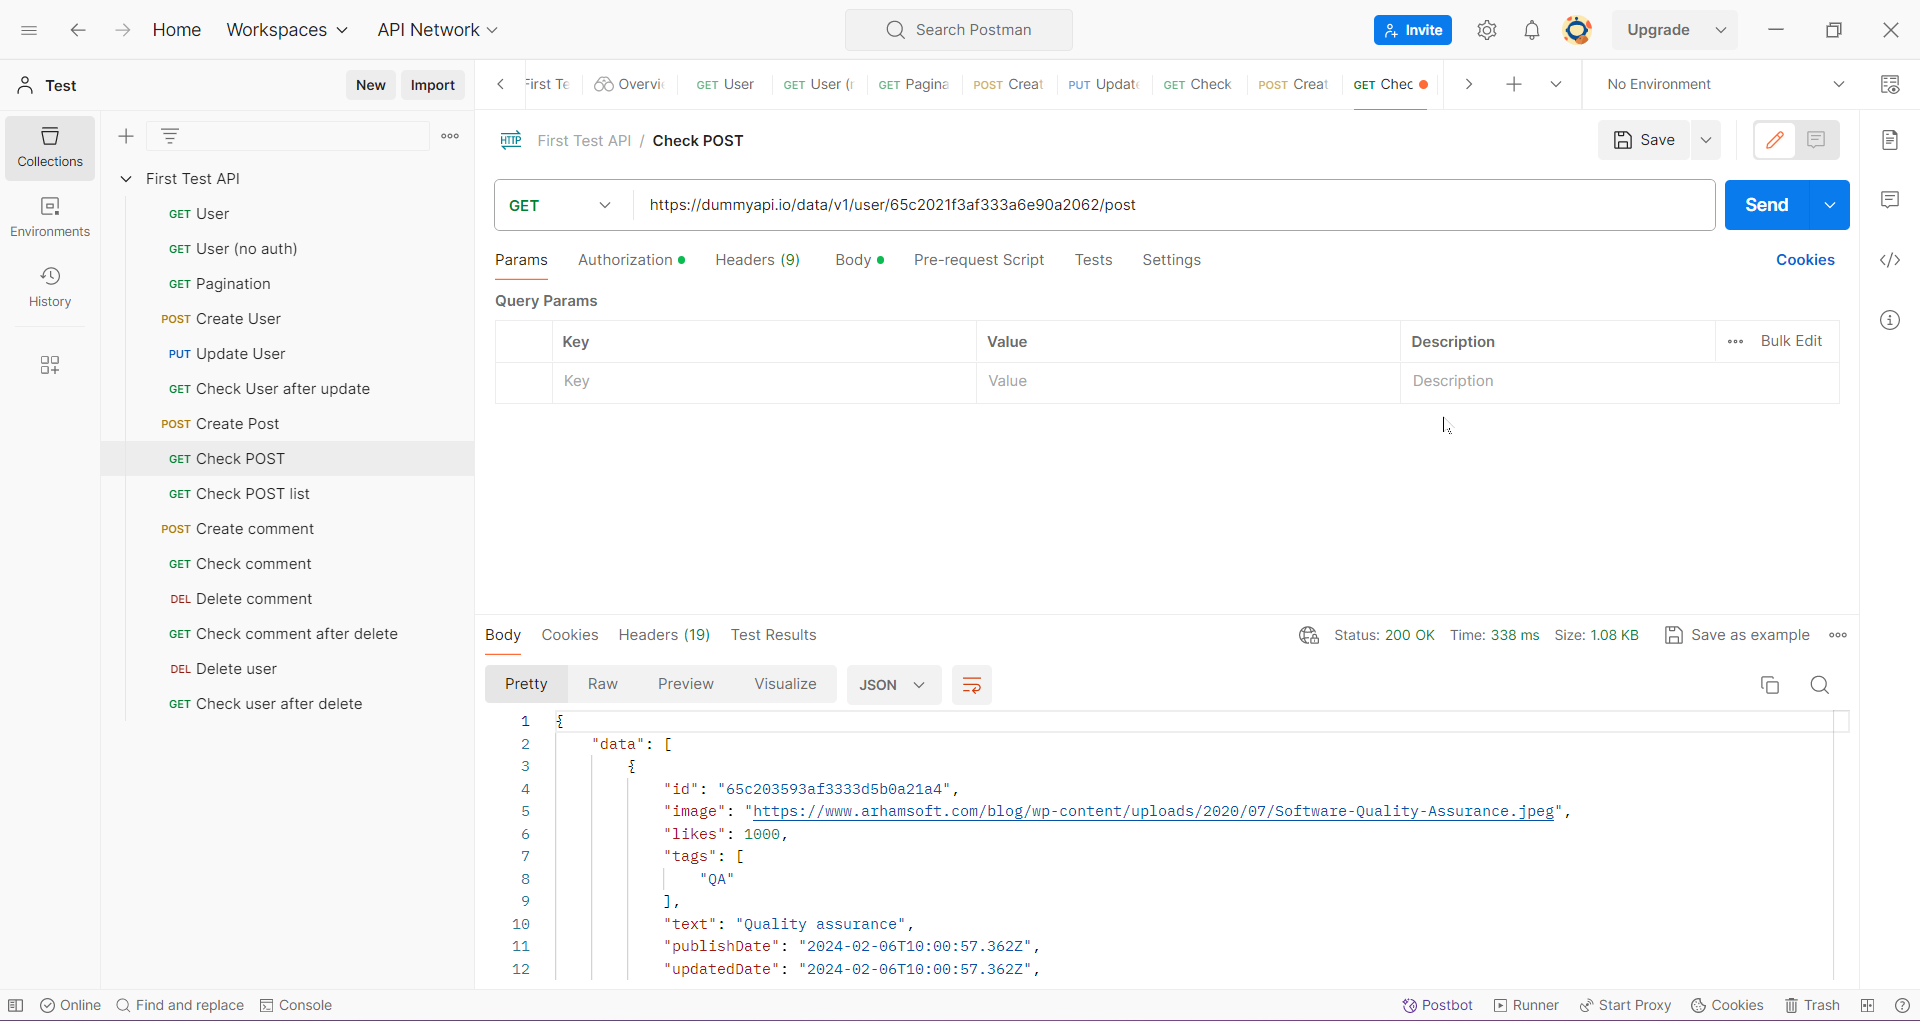 Home
Workspaces
API Network
Search Postman
Invite
Upgrade
Test
New
Import
First Te
Overvi
GET User
GET User (r
GET Pagina
POST Creat
PUT Updat
GET Check
POST Creat
GET Chec
No Environment
Collections
Environments
History
First Test API
GET User
GET User (no auth)
GET Pagination
POST Create User
PUT Update User
GET Check User after update
POST Create Post
GET Check POST
GET Check POST list
POST Create comment
GET Check comment
DEL Delete comment
GET Check comment after delete
DEL Delete user
GET Check user after delete
HTTP First Test API / Check POST
Save
GET
https://dummyapi.io/data/v1/user/65c2021f3af333a6e90a2062/post
Send
Params
Authorization
Headers (9)
Body
Pre-request Script
Tests
Settings
Cookies
Query Params
Key
Value
Description
Bulk Edit
Key
Value
Description
Body
Cookies
Headers (19)
Test Results
Status: 200 OK
Time: 338 ms
Size: 1.08 KB
Save as example
Pretty
Raw
Preview
Visualize
JSON
1 {
2 "data": [
3 {
4 "id": "65c203593af3333d5b0a21a4",
5 "image": "https://www.arhamsoft.com/blog/wp-content/uploads/2020/07/Software-Quality-Assurance.jpeg",
6 "likes": 1000,
7 "tags": [
8 "QA"
9 ],
10 "text": "Quality assurance",
11 "publishDate": "2024-02-06T10:00:57.362Z",
12 "updatedDate": "2024-02-06T10:00:57.362Z",
Online
Find and replace
Console
Postbot
Runner
Start Proxy
Cookies
Trash